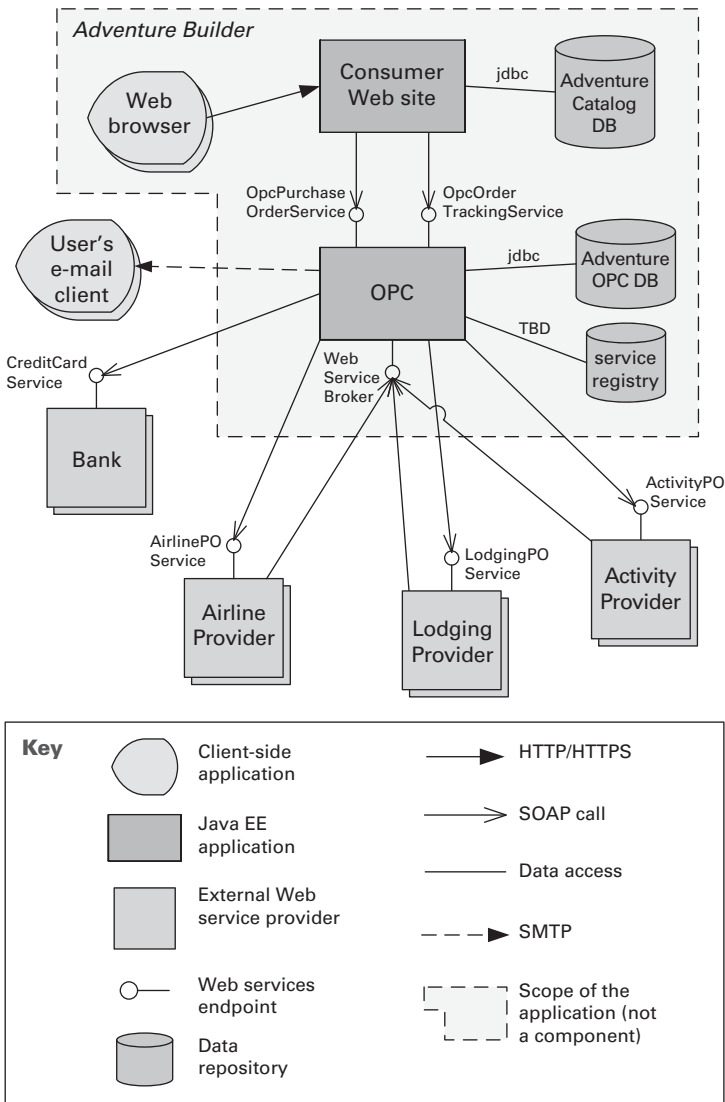 Adventure Builder
Web
browser
Consumer
Web site
jdbc
Adventure
Catalog
DB
OpcPurchase
OrderService
OpcOrder
TrackingService
User's
e-mail
client
OPC
jdbc
Adventure
OPC DB
TBD
service
registry
CreditCard
Service
Web
Service
Broker
Bank
AirlinePO
Service
LodgingPO
Service
ActivityPO
Service
Airline
Provider
Lodging
Provider
Activity
Provider
Key
Client-side
application
Java EE
application
External Web
service provider
Web services
endpoint
Data
repository
HTTP/HTTPS
SOAP call
Data access
SMTP
Scope of the
application (not
a component)